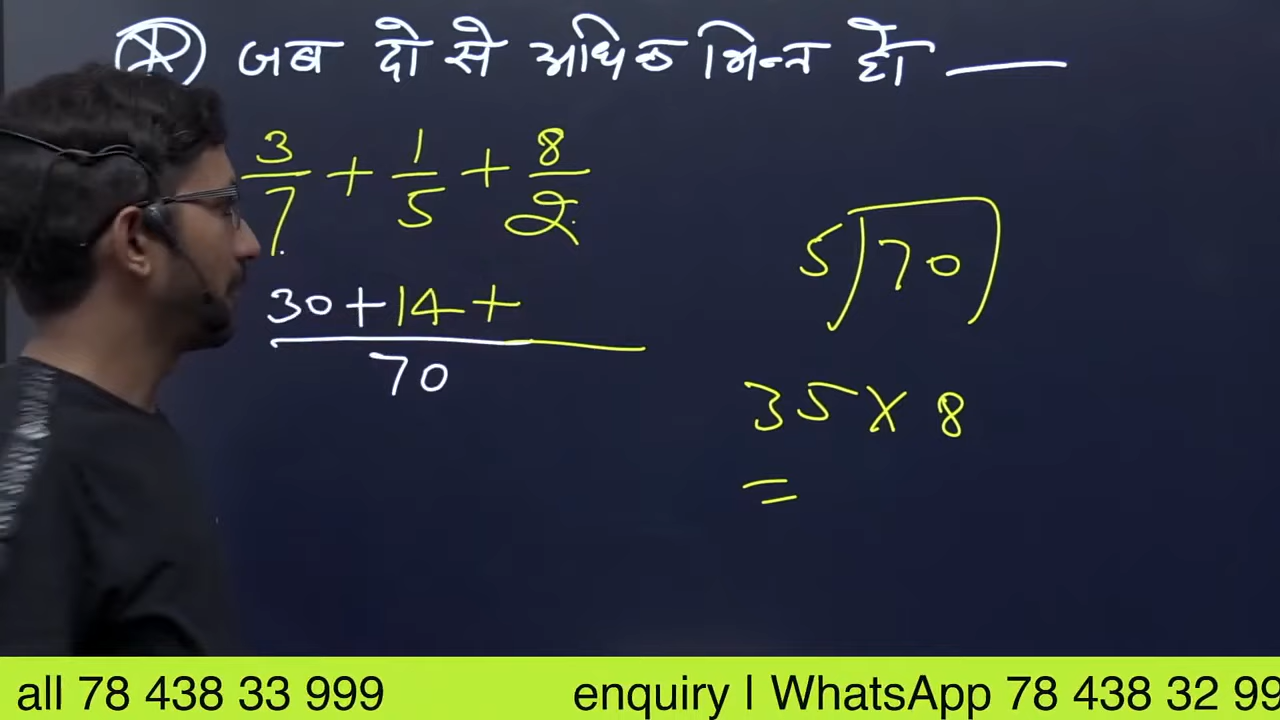 जब दो से अधिक भिन्न हों
3/7 + 1/5 + 8/2
30+14+
70
5)70)
35×8
=
all 78 438 33 999 enquiry I WhatsApp 78 438 32 99